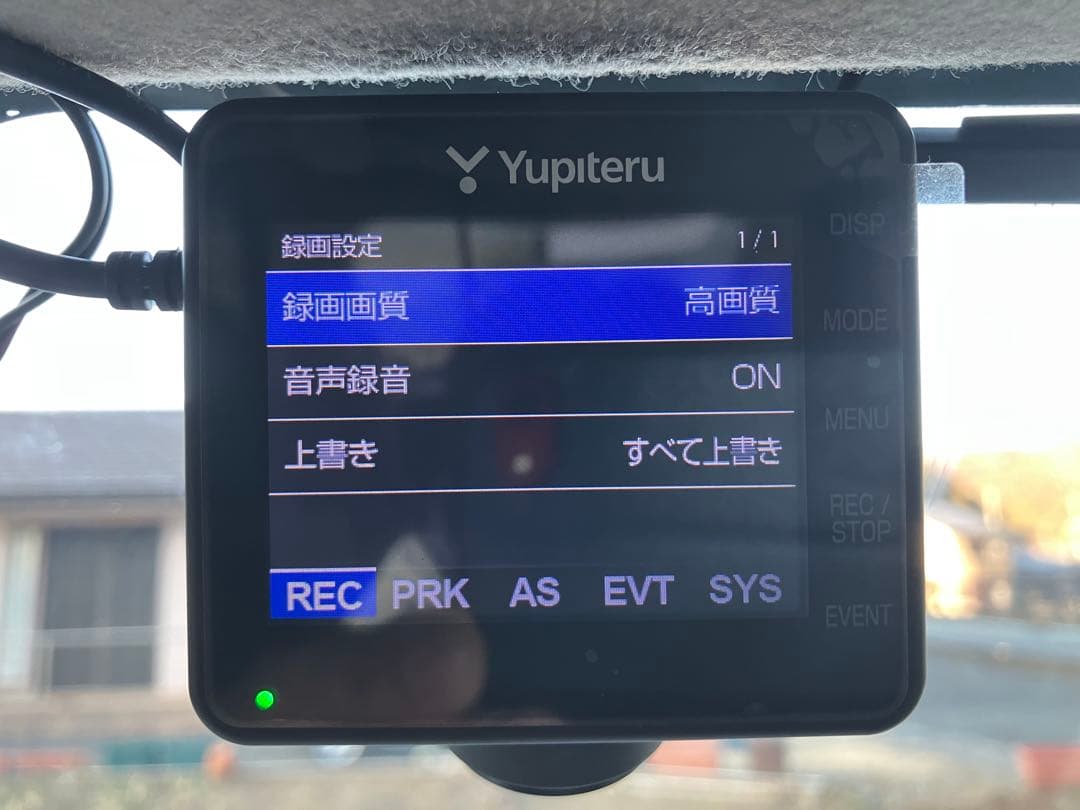 Yupiteru
録画設定 1/1
録画画質 高画質
音声録音 ON
上書き すべて上書き
REC PRK AS EVT SYS
DISP
MODE
MENU
REC /
STOP
EVENT